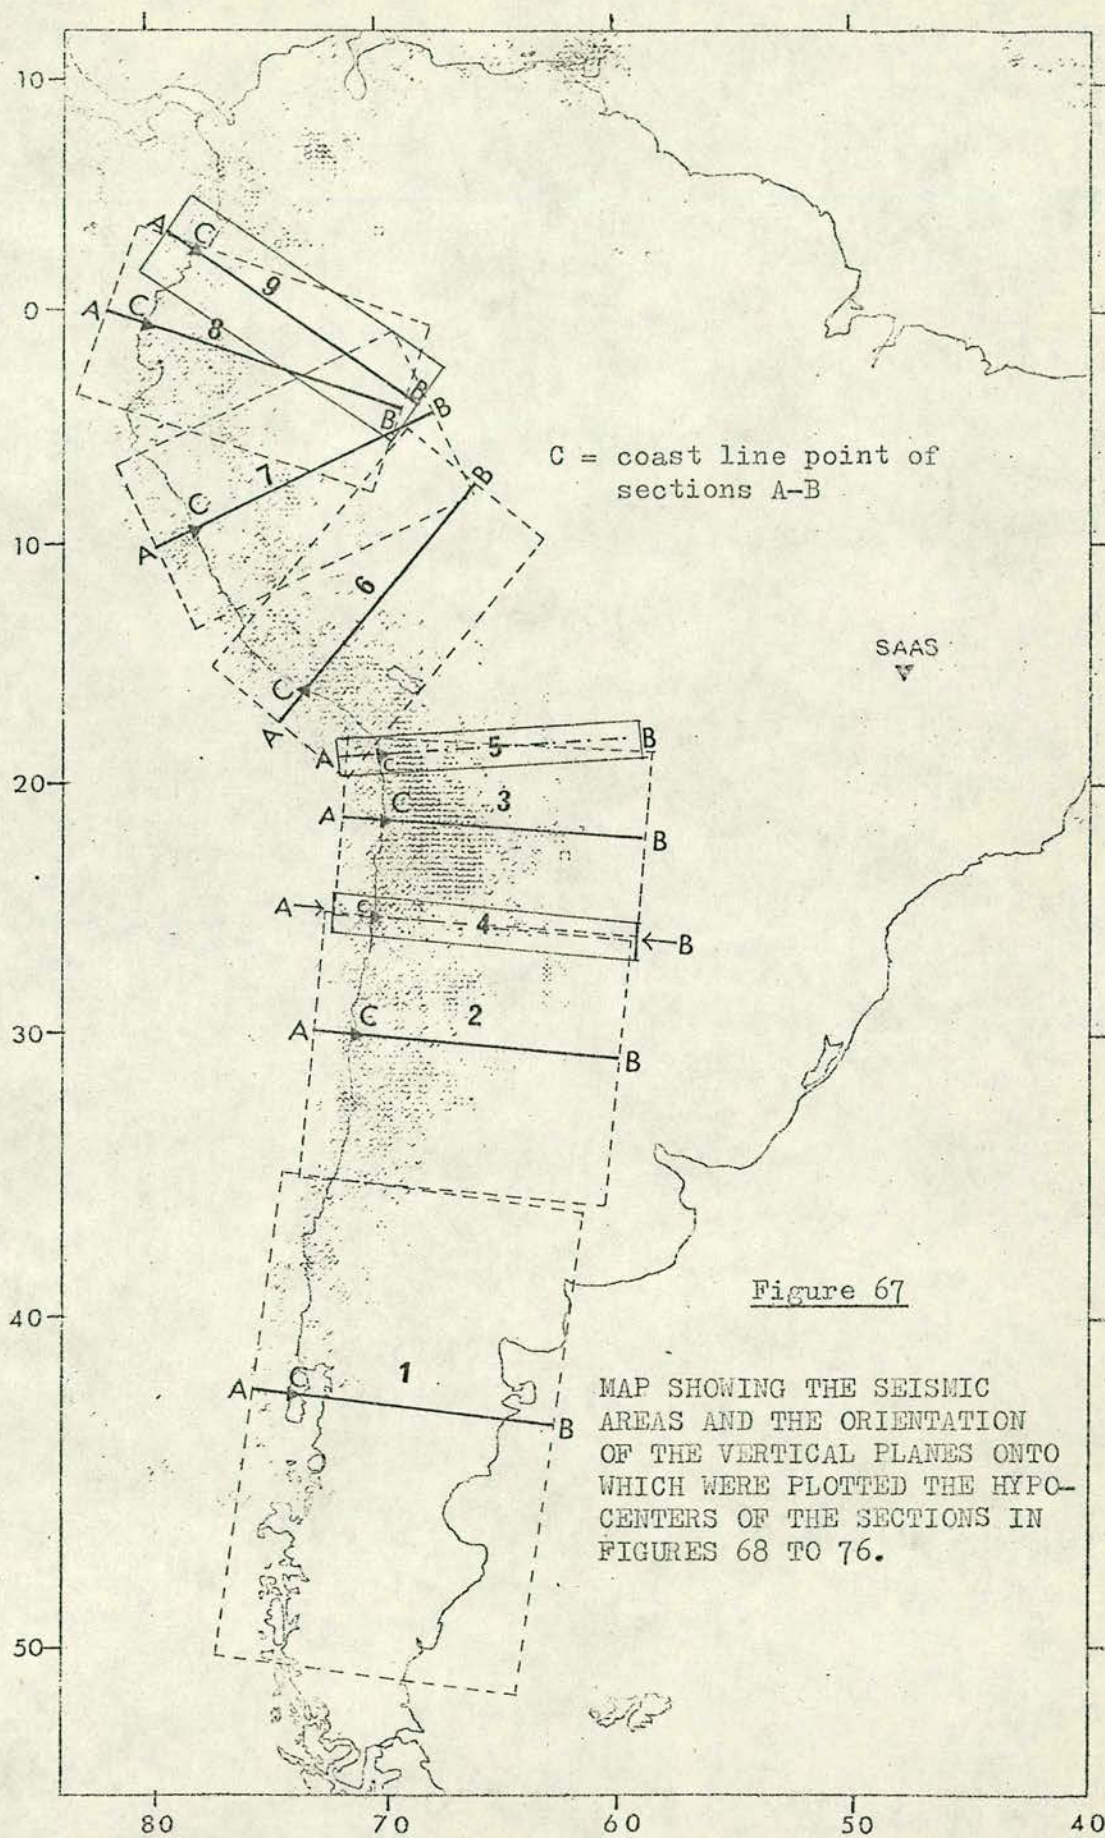 10
A
C
9
0
A
C
8
B
B
B
7
C = coast line point of
sections A-B
B
C
10
A
6
SAAS
C
A
A
5
B
C
20
A
C
3
B
A
C
4
B
A
C
2
30
B
Figure 67
40
A
C
1
B
MAP SHOWING THE SEISMIC
AREAS AND THE ORIENTATION
OF THE VERTICAL PLANES ONTO
WHICH WERE PLOTTED THE HYPO-
CENTERS OF THE SECTIONS IN
FIGURES 68 TO 76.
50
80 70 60 50 40